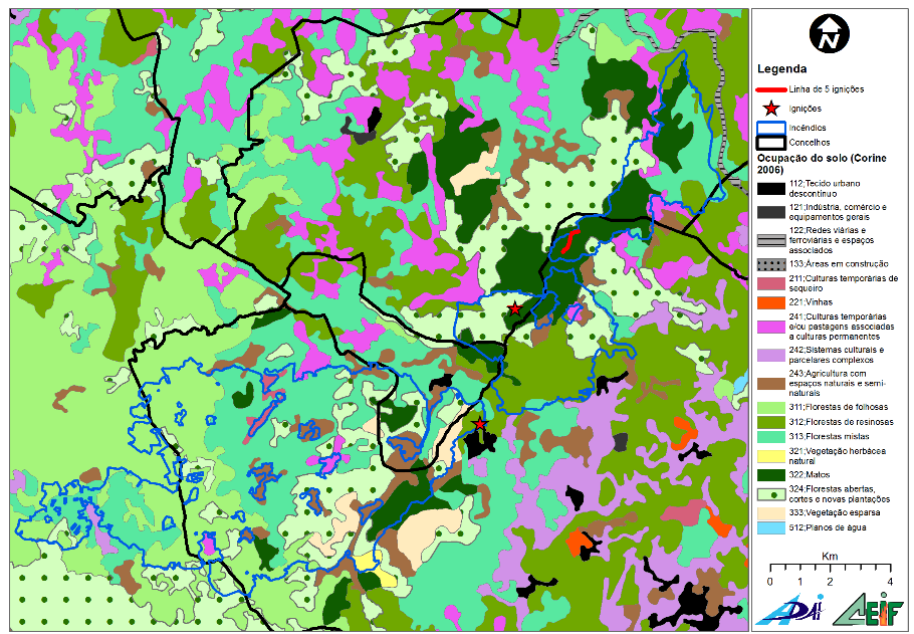 N
Legenda
Linha de 5 ignições
Ignições
Incêndios
Concelhos
Ocupação do solo (Corine
2006)
112;Tecido urbano
descontínuo
121;Indústria, comércio e
equipamentos gerais
122;Redes viárias e
ferroviárias e espaços
associados
133;Áreas em construção
211;Culturas temporárias de
sequeiro
221;Vinhas
241;Culturas temporárias
e/ou pastagens associadas
a culturas permanentes
242;Sistemas culturais e
parcelares complexos
243;Agricultura com
espaços naturais e semi-
naturais
311;Florestas de folhosas
312;Florestas de resinosas
313;Florestas mistas
321;Vegetação herbácea
natural
322;Matos
324;Florestas abertas,
cortes e novas plantações
333;Vegetação esparsa
512;Planos de água
Km
0 1 2 4
ADAI
CEIF